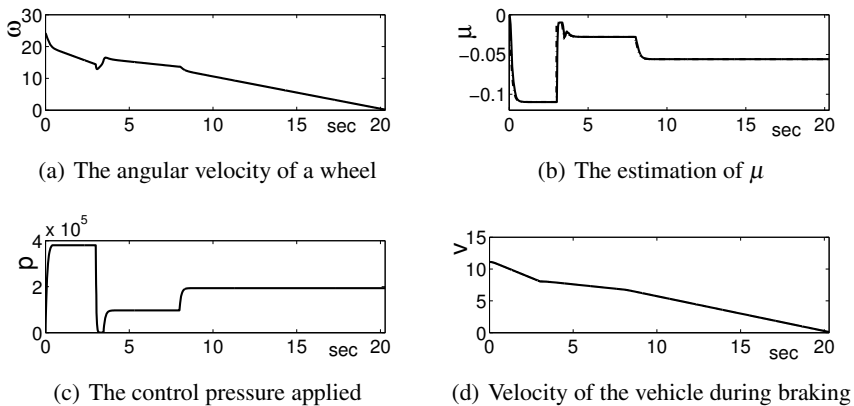 30
20
10
0
ω
0 5 10 15 20
sec
(a) The angular velocity of a wheel
0
−0.05
−0.1
μ
0 5 10 15 20
sec
(b) The estimation of μ
x 10^5
4
2
0
p
0 5 10 15 20
sec
(c) The control pressure applied
15
10
5
0
v
0 5 10 15 20
sec
(d) Velocity of the vehicle during braking